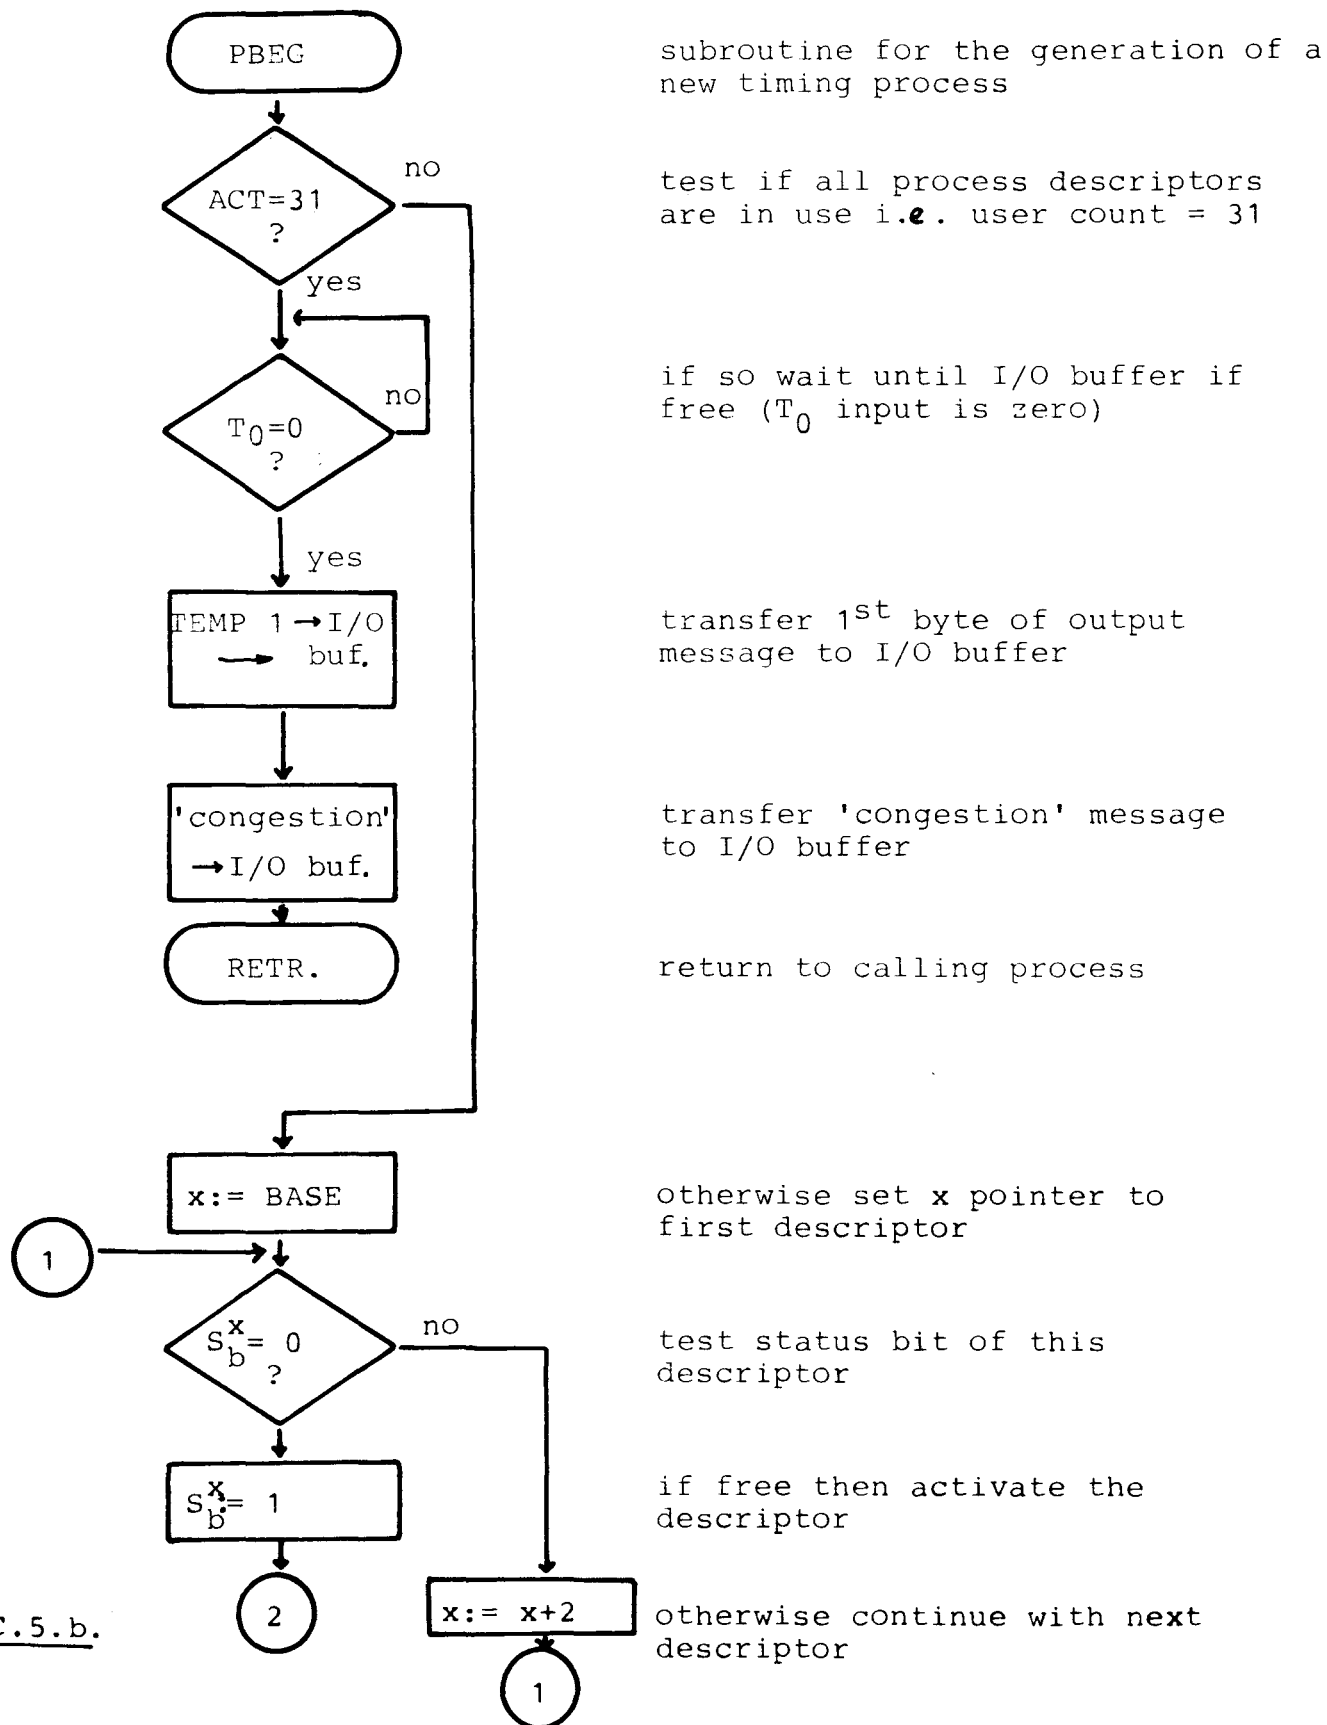 PBEG
subroutine for the generation of a
new timing process
ACT=31
?
no
test if all process descriptors
are in use i.e. user count = 31
yes
T0=0
?
no
if so wait until I/O buffer if
free (T0 input is zero)
yes
TEMP 1→I/O
→ buf.
transfer 1st byte of output
message to I/O buffer
'congestion'
→I/O buf.
transfer 'congestion' message
to I/O buffer
RETR.
return to calling process
x:= BASE
otherwise set x pointer to
first descriptor
1
Sbx= 0
?
no
test status bit of this
descriptor
Sbx:= 1
if free then activate the
descriptor
2
x:= x+2
otherwise continue with next
descriptor
.5.b.
1